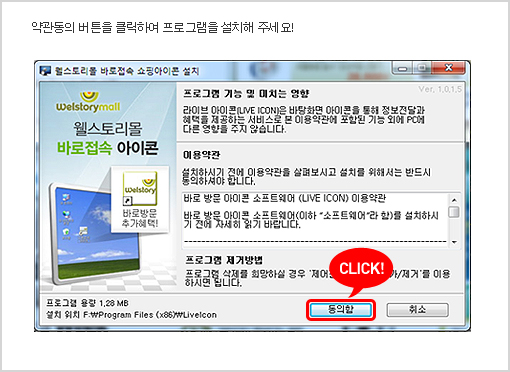 약관동의 버튼을 클릭하여 프로그램을 설치해 주세요!
웰스토리몰 바로접속 쇼핑아이콘 설치
Welstorymall
웰스토리몰
바로접속 아이콘
Welstory
바로방문
추가혜택!
Ver, 1,0,1,5
프로그램 기능 및 미치는 영향
라이브 아이콘(LIVE ICON)은 바탕화면 아이콘을 통해 정보전달과
혜택을 제공하는 서비스로 본 이용약관에 포함된 기능 외에 PC에
다른 영향을 주지 않습니다.
이용약관
설치하시기 전에 이용약관을 살펴보시고 설치를 위해서는 반드시
동의하셔야 합니다.
바로 방문 아이콘 소프트웨어 (LIVE ICON) 이용약관
바로 방문 아이콘 소프트웨어(이하 "소프트웨어"라 함)를 설치하시
기 전에 자세히 읽기 바랍니다.
프로그램 제거방법
프로그램 삭제를 희망하실 경우 '제어 가/제거'를 이용
하시면 됩니다.
CLICK!
프로그램 용량 1,28 MB
설치 위치 F:₩Program Files (x86)₩LiveIcon
동의함
취소